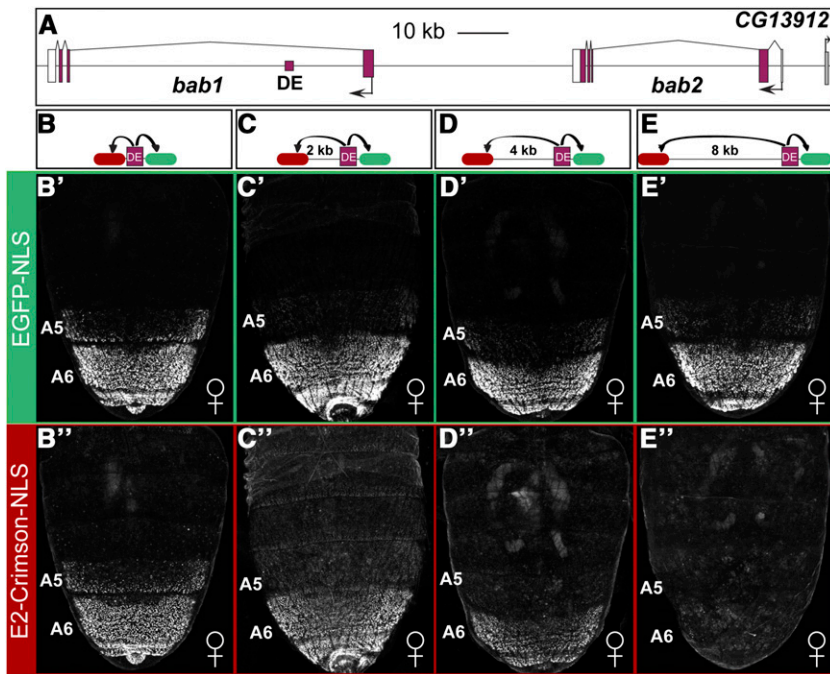 A
10 kb
CG13912
bab1
DE
bab2
B
C
D
E
DE
2 kb
DE
4 kb
DE
8 kb
DE
EGFP-NLS
B’
C’
D’
E’
A5
A5
A5
A5
A6
A6
A6
A6
♀
♀
♀
♀
E2-Crimson-NLS
B’’
C’’
D’’
E’’
A5
A5
A5
A5
A6
A6
A6
A6
♀
♀
♀
♀